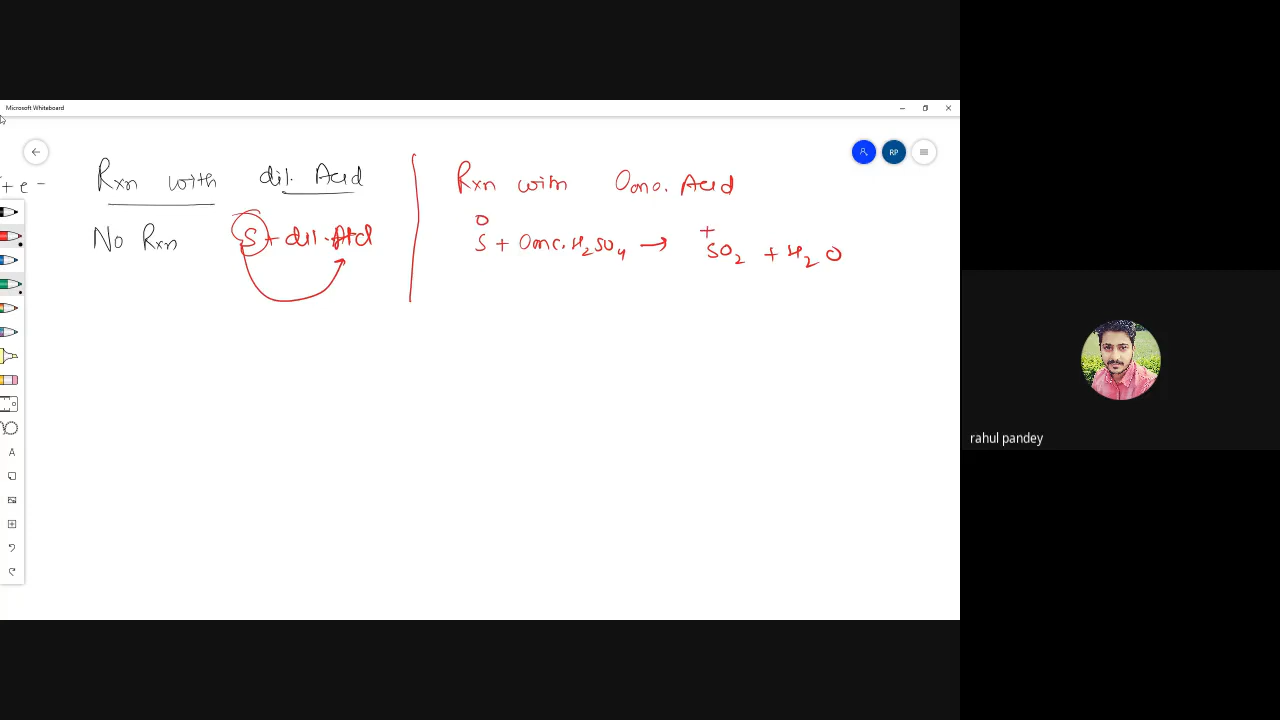 Microsoft Whiteboard
RP
+ e -
Rxn with dil. Acid
No Rxn S + dil. Acid
Rxn with Conc. Acid
0
S + Conc. H₂SO₄ → 
+
SO₂ + H₂O
A
rahul pandey